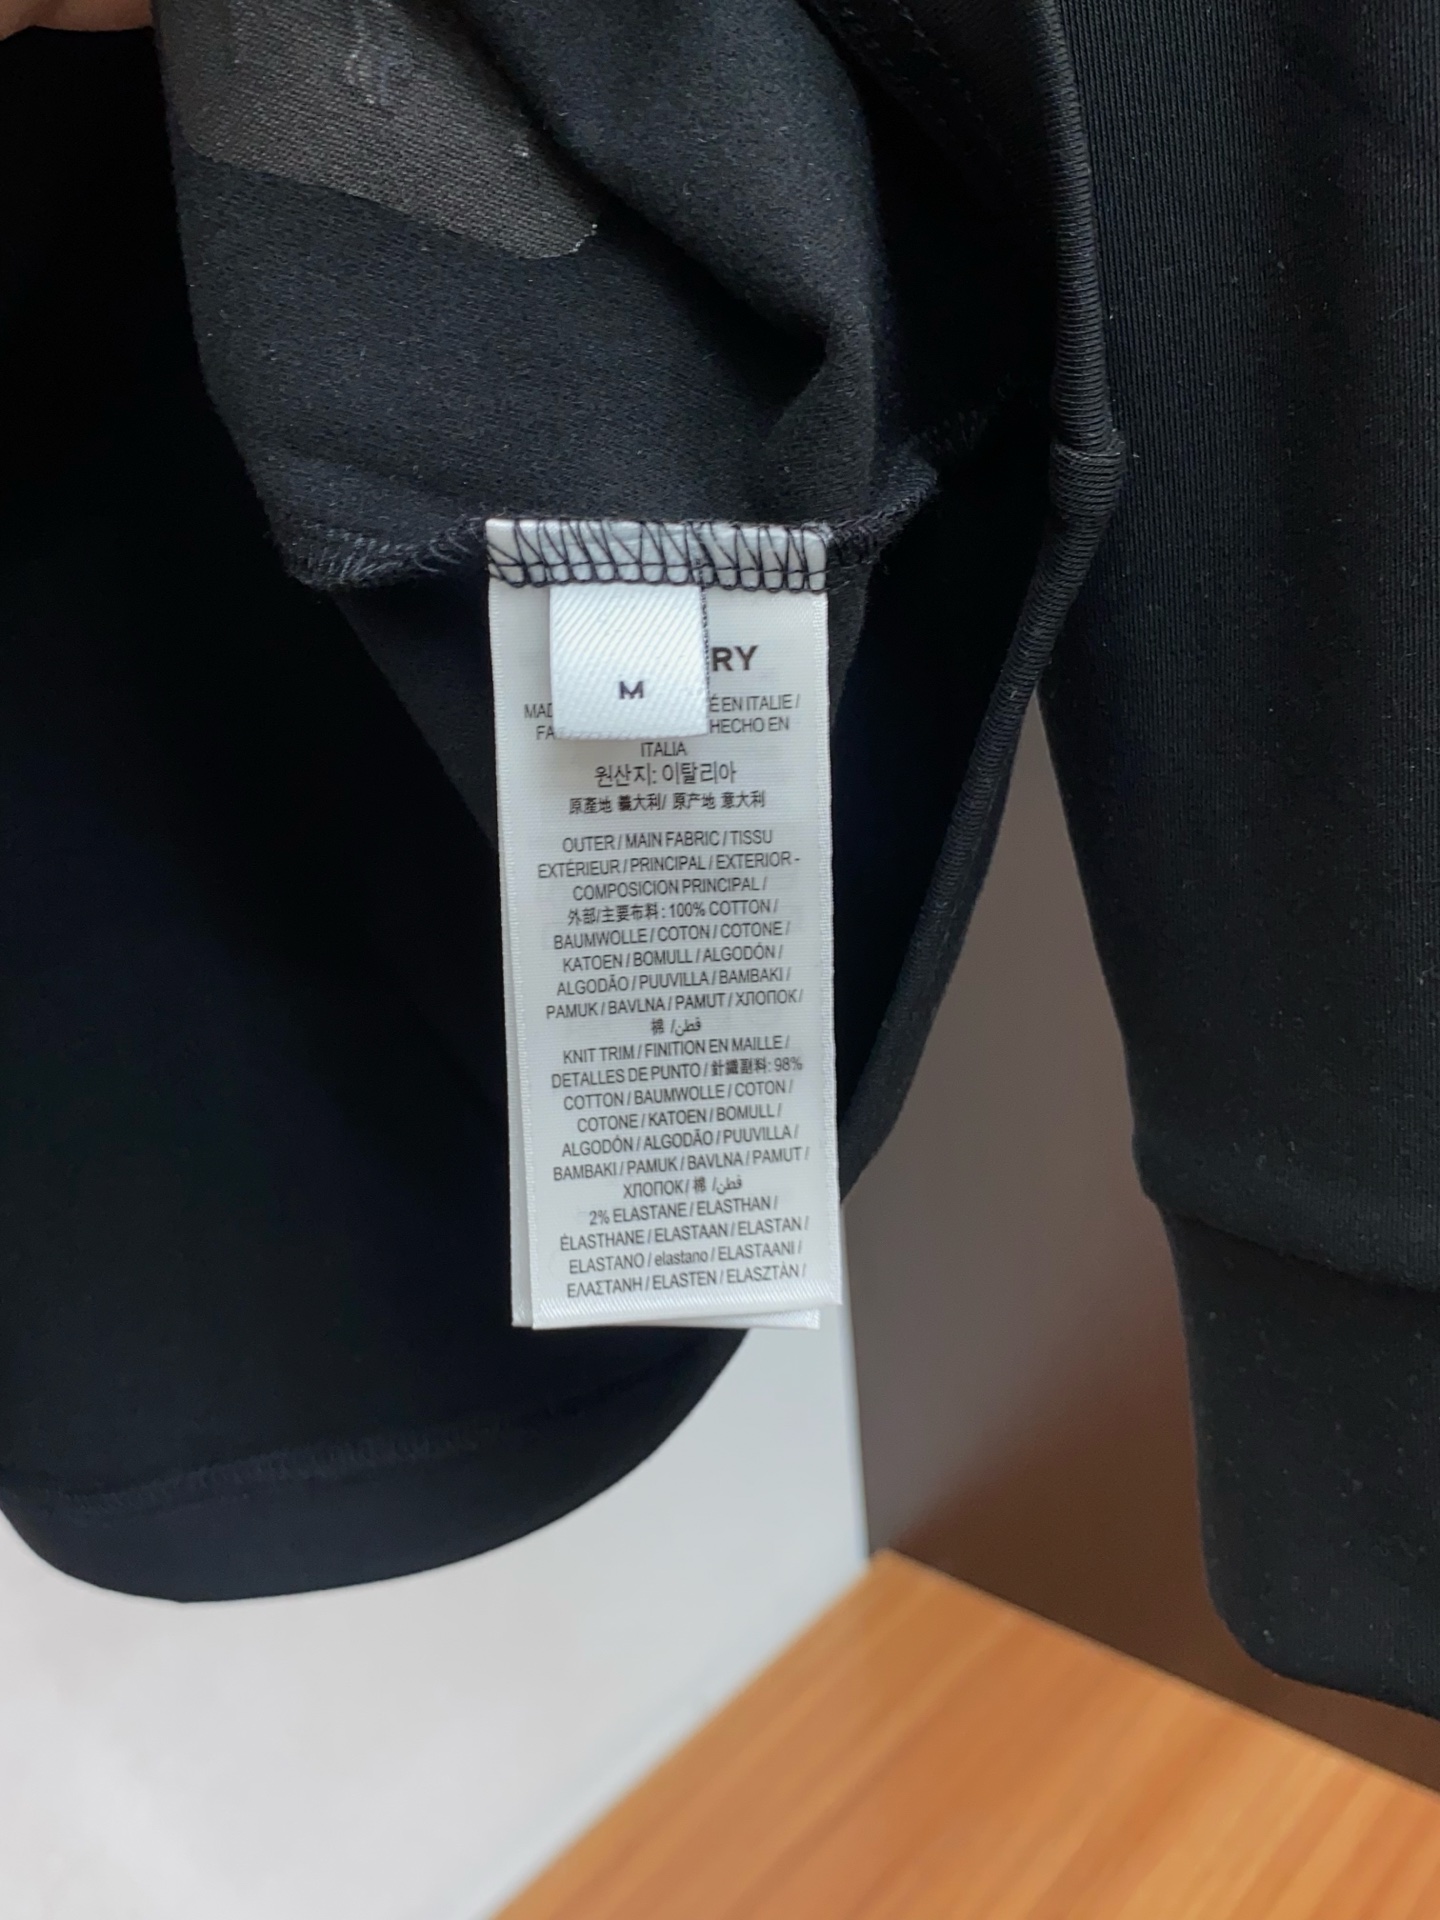 RY
M
MAD ÉENITALIE /
FA HECHO EN
ITALIA
원산지: 이탈리아
原產地 義大利/ 原产地 意大利
OUTER / MAIN FABRIC / TISSU
EXTÉRIEUR / PRINCIPAL / EXTERIOR -
COMPOSICION PRINCIPAL /
外部/主要布料: 100% COTTON /
BAUMWOLLE / COTON / COTONE /
KATOEN / BOMULL / ALGODÓN /
ALGODÃO / PUUVILLA / BAMBAKI /
PAMUK / BAVLNA / PAMUT / ХЛОПОК/
棉 /قطن
KNIT TRIM / FINITION EN MAILLE /
DETALLES DE PUNTO / 針織副料: 98%
COTTON / BAUMWOLLE / COTON /
COTONE / KATOEN / BOMULL /
ALGODÓN / ALGODÃO / PUUVILLA /
BAMBAKI / PAMUK / BAVLNA / PAMUT /
ХЛОПОК/ 棉 /قطن
2% ELASTANE / ELASTHAN /
ÉLASTHANE / ELASTAAN / ELASTAN /
ELASTANO / elastano / ELASTAANI /
ΕΛΑΣΤΑΝΗ / ELASTEN / ELASZTÀN /